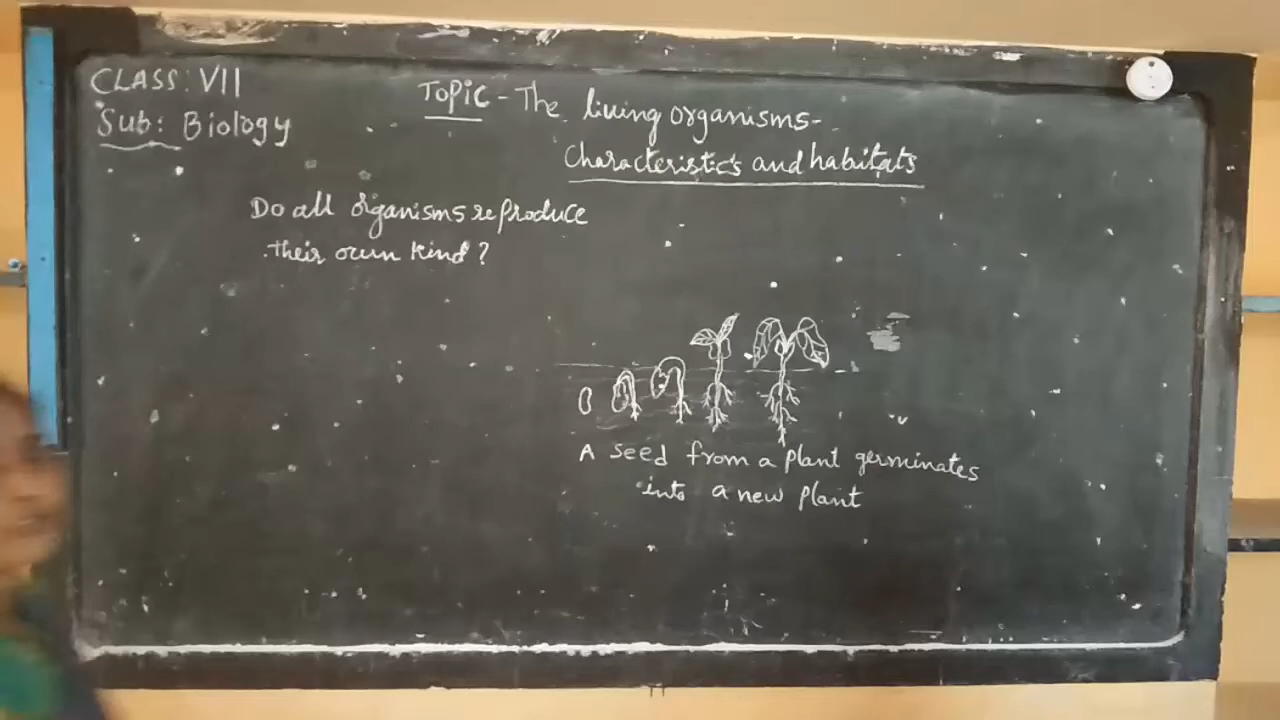 CLASS: VII
Sub: Biology
Topic - The living organisms-
Characteristics and habitats
Do all organisms reproduce
their own kind?
A seed from a plant germinates
into a new plant